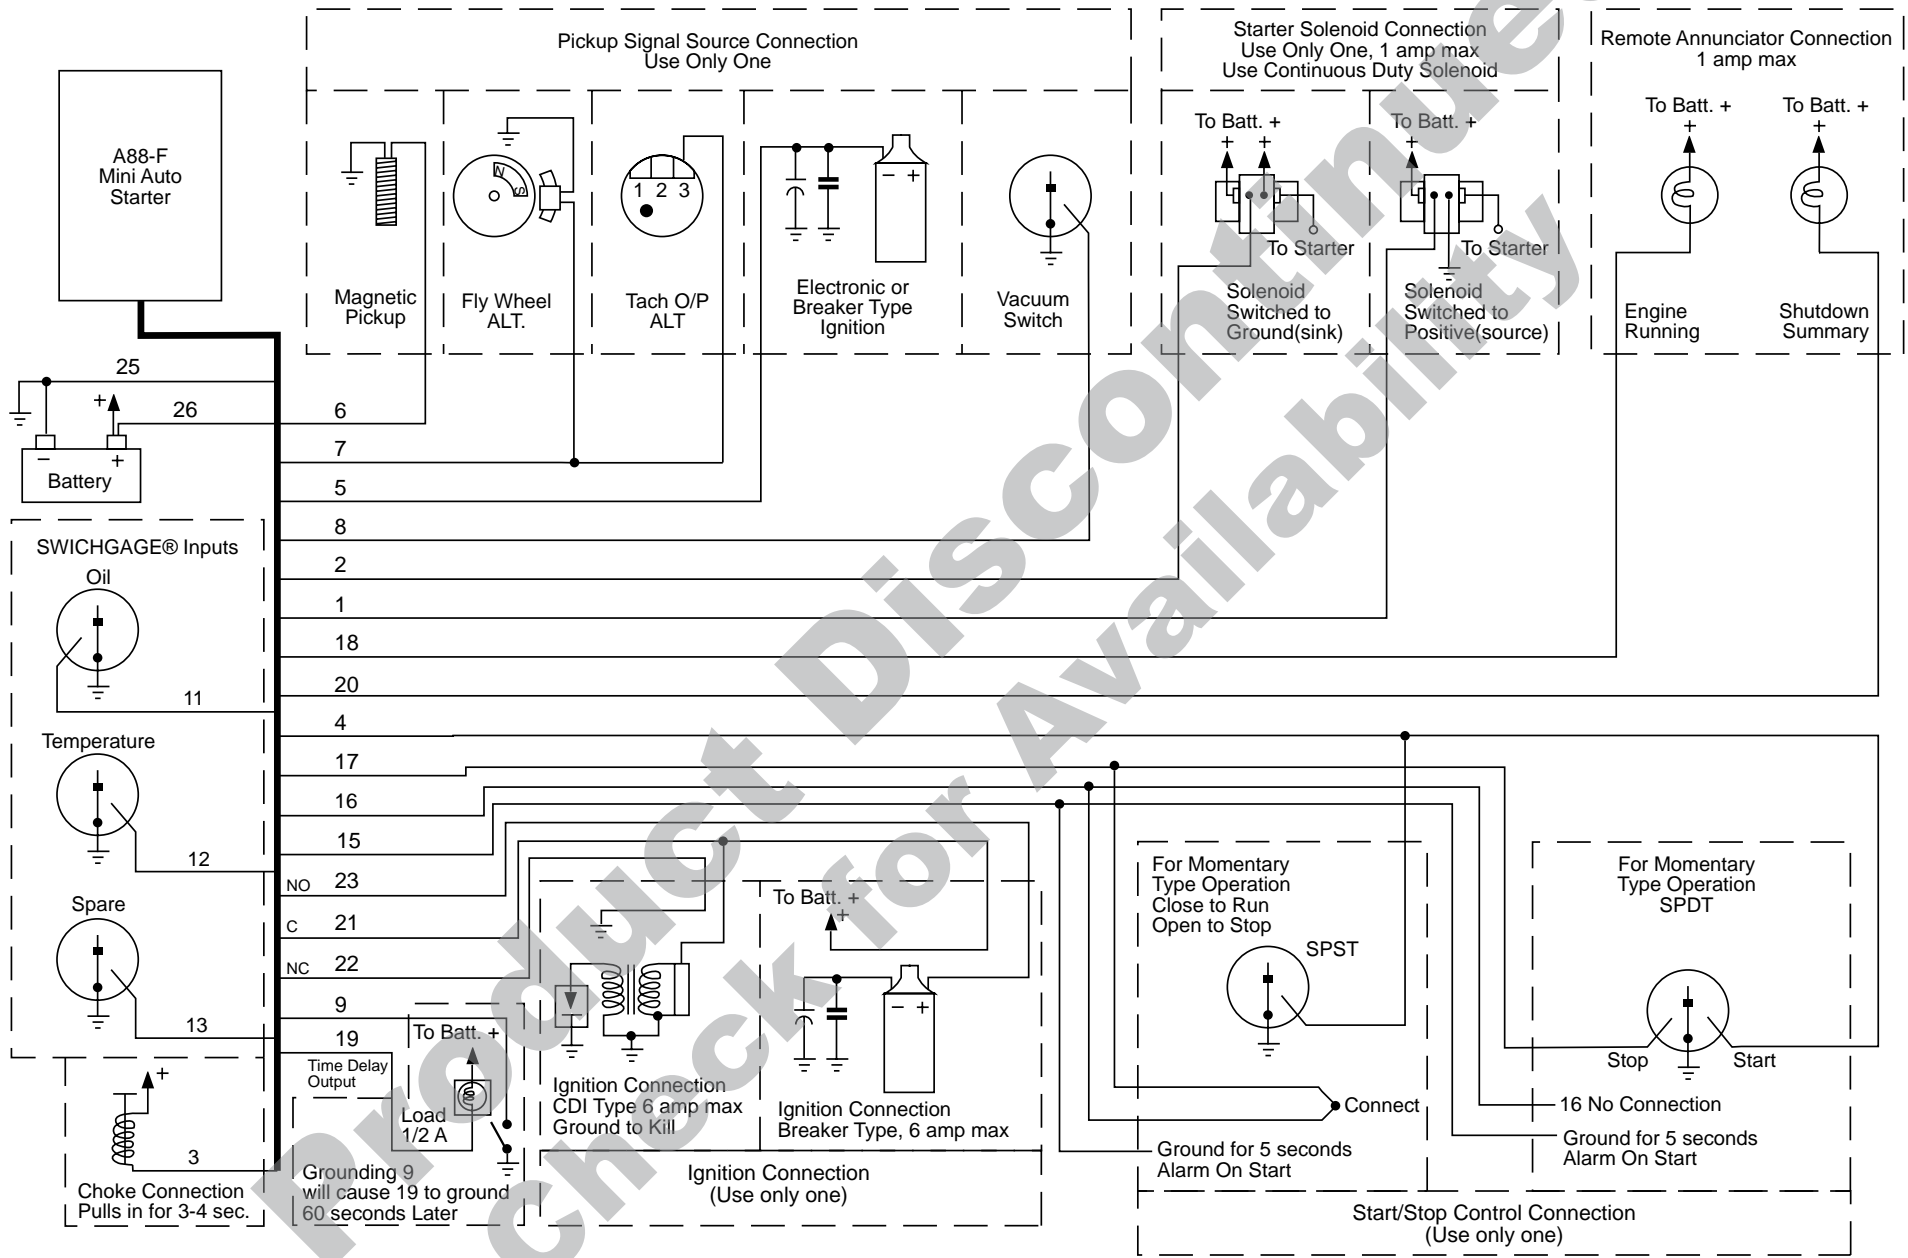 Pickup Signal Source Connection
Use Only One
Starter Solenoid Connection
Use Only One, 1 amp max
Use Continuous Duty Solenoid
Remote Annunciator Connection
1 amp max
A88-F
Mini Auto
Starter
N
S
1 2 3
- +
To Batt. +
+
+
To Starter
To Batt. +
+
To Starter
To Batt. +
+
To Batt. +
+
Magnetic
Pickup
Fly Wheel
ALT.
Tach O/P
ALT
Electronic or
Breaker Type
Ignition
Vacuum
Switch
Solenoid
Switched to
Ground(sink)
Solenoid
Switched to
Positive(source)
Engine
Running
Shutdown
Summary
25
+
26
- +
Battery
6
7
5
8
2
1
18
20
4
17
16
15
NO 23
C 21
NC 22
9
19
SWICHGAGE® Inputs
Oil
11
Temperature
12
Spare
13
+
3
Choke Connection
Pulls in for 3-4 sec.
Time Delay
Output
To Batt. +
Load
1/2 A
Grounding 9
will cause 19 to ground
60 seconds Later
Ignition Connection
CDI Type 6 amp max
Ground to Kill
To Batt. +
+
- +
Ignition Connection
Breaker Type, 6 amp max
Ignition Connection
(Use only one)
For Momentary
Type Operation
Close to Run
Open to Stop
SPST
Connect
Ground for 5 seconds
Alarm On Start
For Momentary
Type Operation
SPDT
Stop
Start
16 No Connection
Ground for 5 seconds
Alarm On Start
Start/Stop Control Connection
(Use only one)
Product Discontinued
Check for Availability